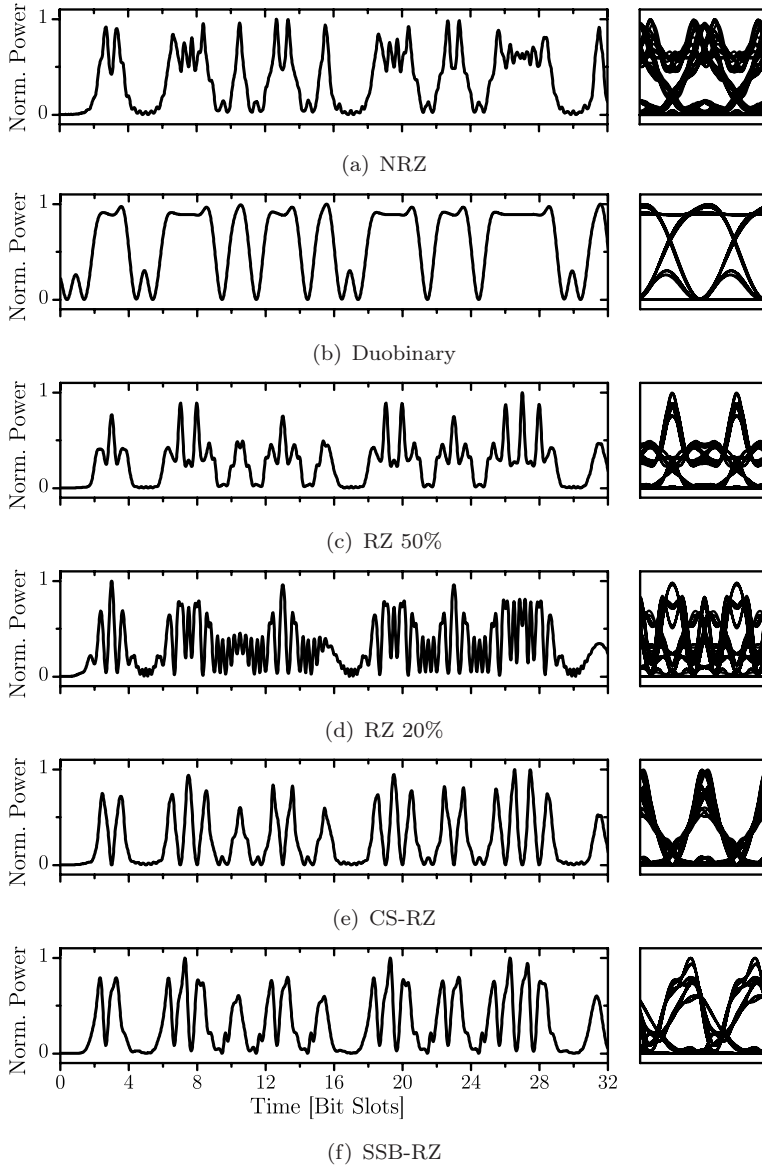 Norm. Power
1
0
(a) NRZ
Norm. Power
1
0
(b) Duobinary
Norm. Power
1
0
(c) RZ 50%
Norm. Power
1
0
(d) RZ 20%
Norm. Power
1
0
(e) CS-RZ
Norm. Power
1
0
0 4 8 12 16 20 24 28 32
Time [Bit Slots]
(f) SSB-RZ